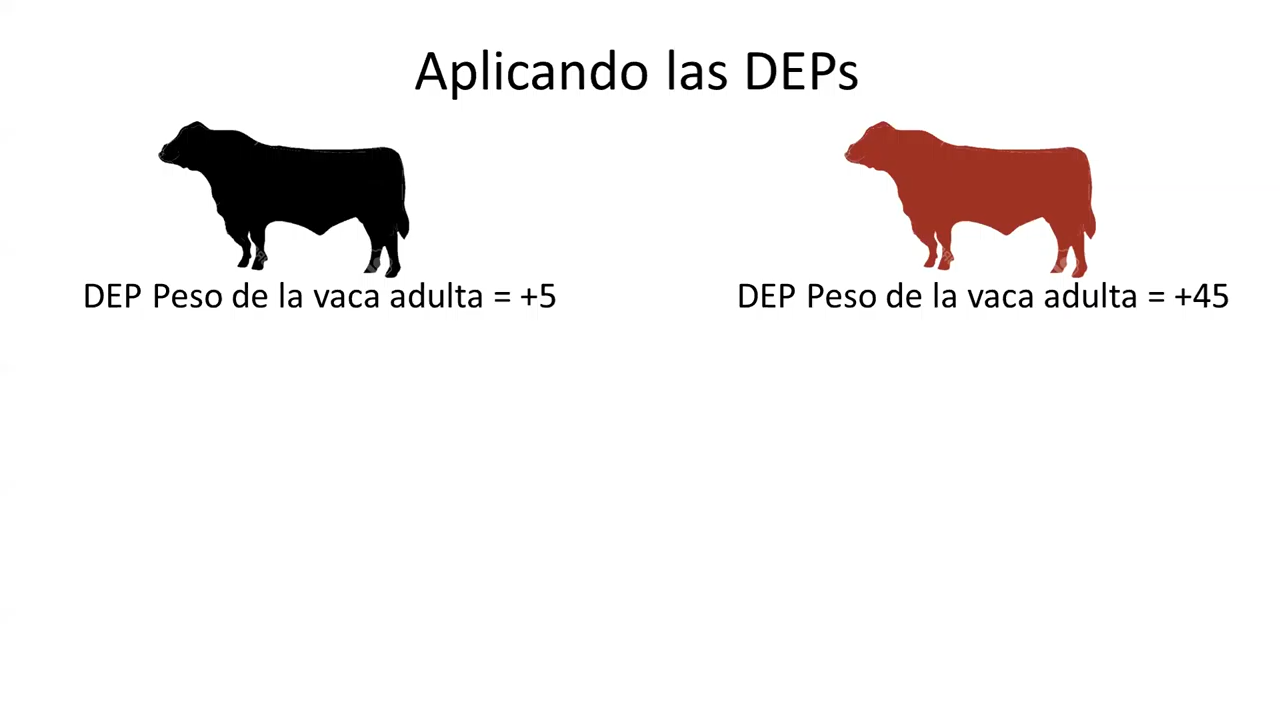 Aplicando las DEPs
DEP Peso de la vaca adulta = +5
DEP Peso de la vaca adulta = +45